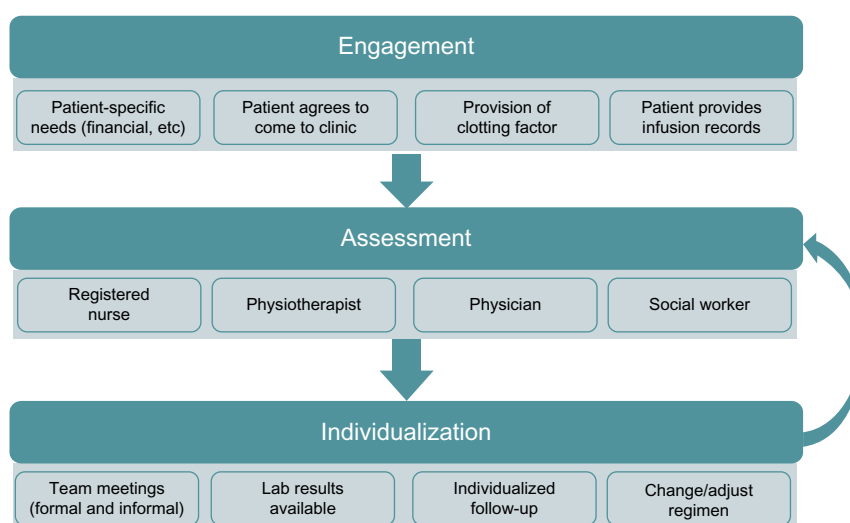 Engagement
Patient-specific
needs (financial, etc)
Patient agrees to
come to clinic
Provision of
clotting factor
Patient provides
infusion records
Assessment
Registered
nurse
Physiotherapist
Physician
Social worker
Individualization
Team meetings
(formal and informal)
Lab results
available
Individualized
follow-up
Change/adjust
regimen